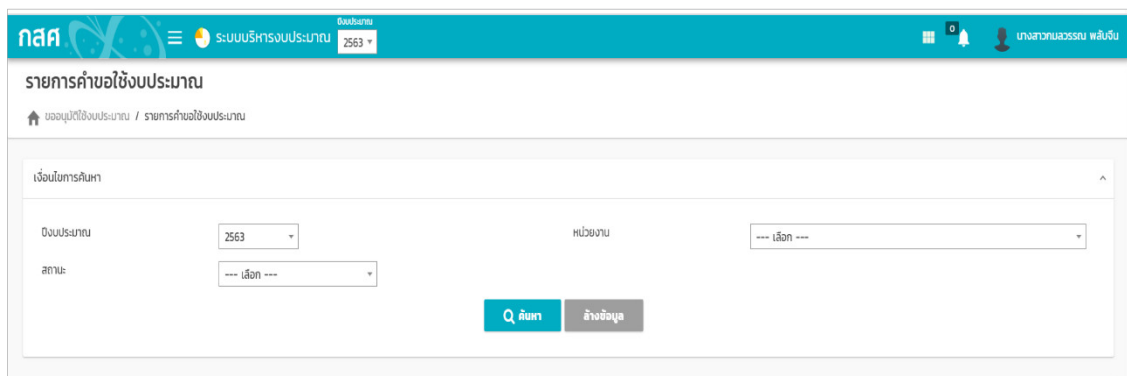 ปีงบประมาณ
กสศ ระบบบริหารงบประมาณ 2563 0 นางสาวกมลวรรณ พลับจีน
รายการคำขอใช้งบประมาณ
ขออนุมัติใช้งบประมาณ / รายการคำขอใช้งบประมาณ
เงื่อนไขการค้นหา
ปีงบประมาณ 2563 หน่วยงาน --- เลือก ---
สถานะ --- เลือก ---
ค้นหา ล้างข้อมูล